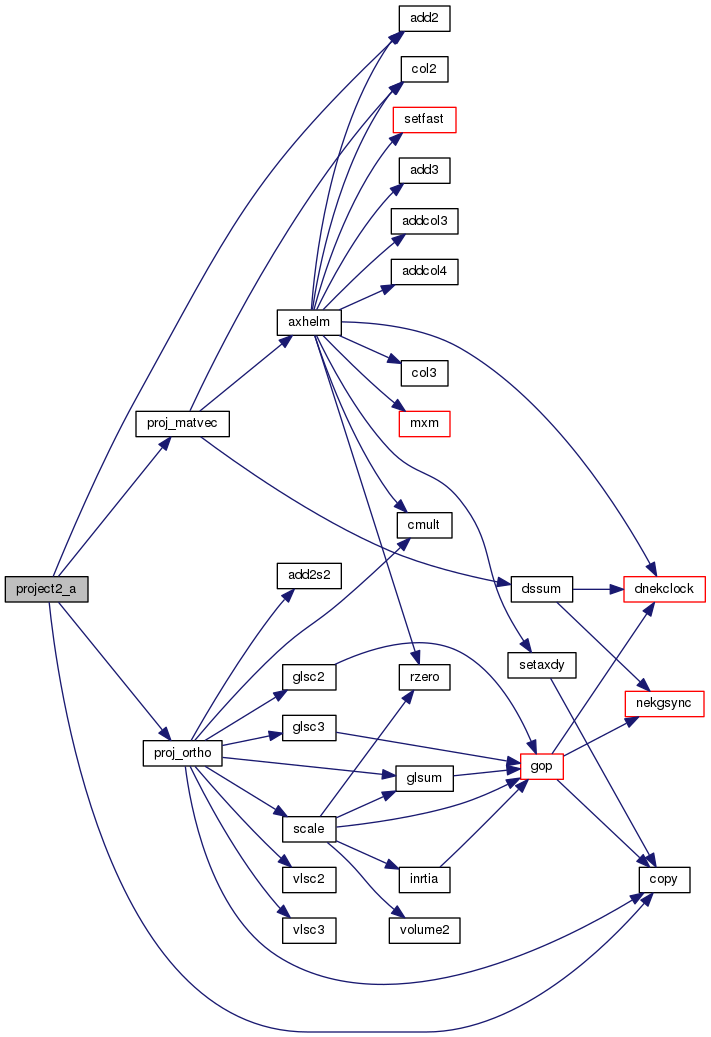 add2
col2
setfast
add3
addcol3
addcol4
axhelm
col3
mxm
proj_matvec
cmult
add2s2
project2_a
dssum
dnekclock
setaxdy
glsc2
rzero
nekgsync
glsc3
proj_ortho
gop
glsum
scale
vlsc2
inrtia
copy
vlsc3
volume2